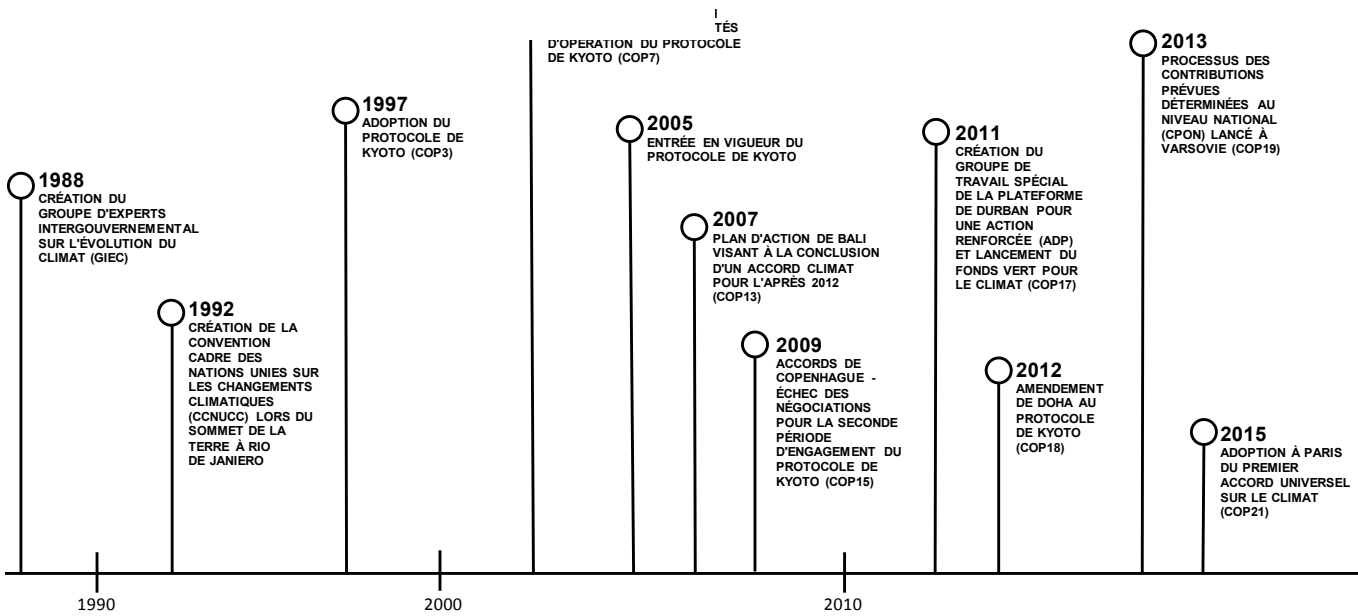 1988
CRÉATION DU
GROUPE D'EXPERTS
INTERGOUVERNEMENTAL
SUR L'ÉVOLUTION DU
CLIMAT (GIEC)
1992
CRÉATION DE LA
CONVENTION
CADRE DES
NATIONS UNIES SUR
LES CHANGEMENTS
CLIMATIQUES
(CCNUCC) LORS DU
SOMMET DE LA
TERRE À RIO
DE JANIERO
1997
ADOPTION DU
PROTOCOLE DE
KYOTO (COP3)
TÉS
D'OPÉRATION DU PROTOCOLE
DE KYOTO (COP7)
2005
ENTRÉE EN VIGUEUR DU
PROTOCOLE DE KYOTO
2007
PLAN D'ACTION DE BALI
VISANT À LA CONCLUSION
D'UN ACCORD CLIMAT
POUR L'APRÈS 2012
(COP13)
2009
ACCORDS DE
COPENHAGUE -
ÉCHEC DES
NÉGOCIATIONS
POUR LA SECONDE
PÉRIODE
D'ENGAGEMENT DU
PROTOCOLE DE
KYOTO (COP15)
2011
CRÉATION DU
GROUPE DE
TRAVAIL SPÉCIAL
DE LA PLATEFORME
DE DURBAN POUR
UNE ACTION
RENFORCÉE (ADP)
ET LANCEMENT DU
FONDS VERT POUR
LE CLIMAT (COP17)
2012
AMENDEMENT
DE DOHA AU
PROTOCOLE
DE KYOTO
(COP18)
2013
PROCESSUS DES
CONTRIBUTIONS
PRÉVUES
DÉTERMINÉES AU
NIVEAU NATIONAL
(CPON) LANCÉ À
VARSOVIE (COP19)
2015
ADOPTION À PARIS
DU PREMIER
ACCORD UNIVERSEL
SUR LE CLIMAT
(COP21)
1990
2000
2010